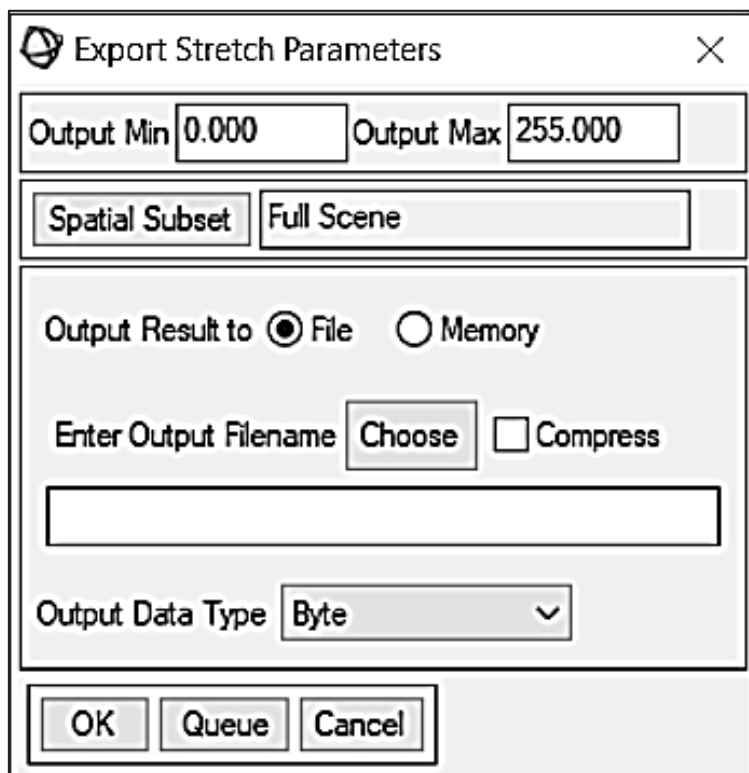 Export Stretch Parameters
Output Min 0.000 Output Max 255.000
Spatial Subset Full Scene
Output Result to File Memory
Enter Output Filename Choose Compress
Output Data Type Byte
OK Queue Cancel